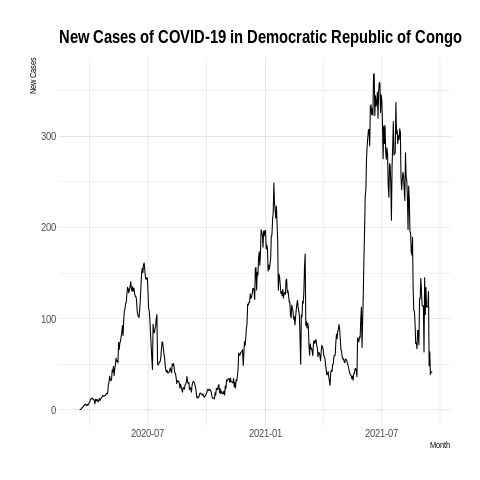 New Cases of COVID-19 in Democratic Republic of Congo
New Cases
300
200
100
0
2020-07 2021-01 2021-07
Month